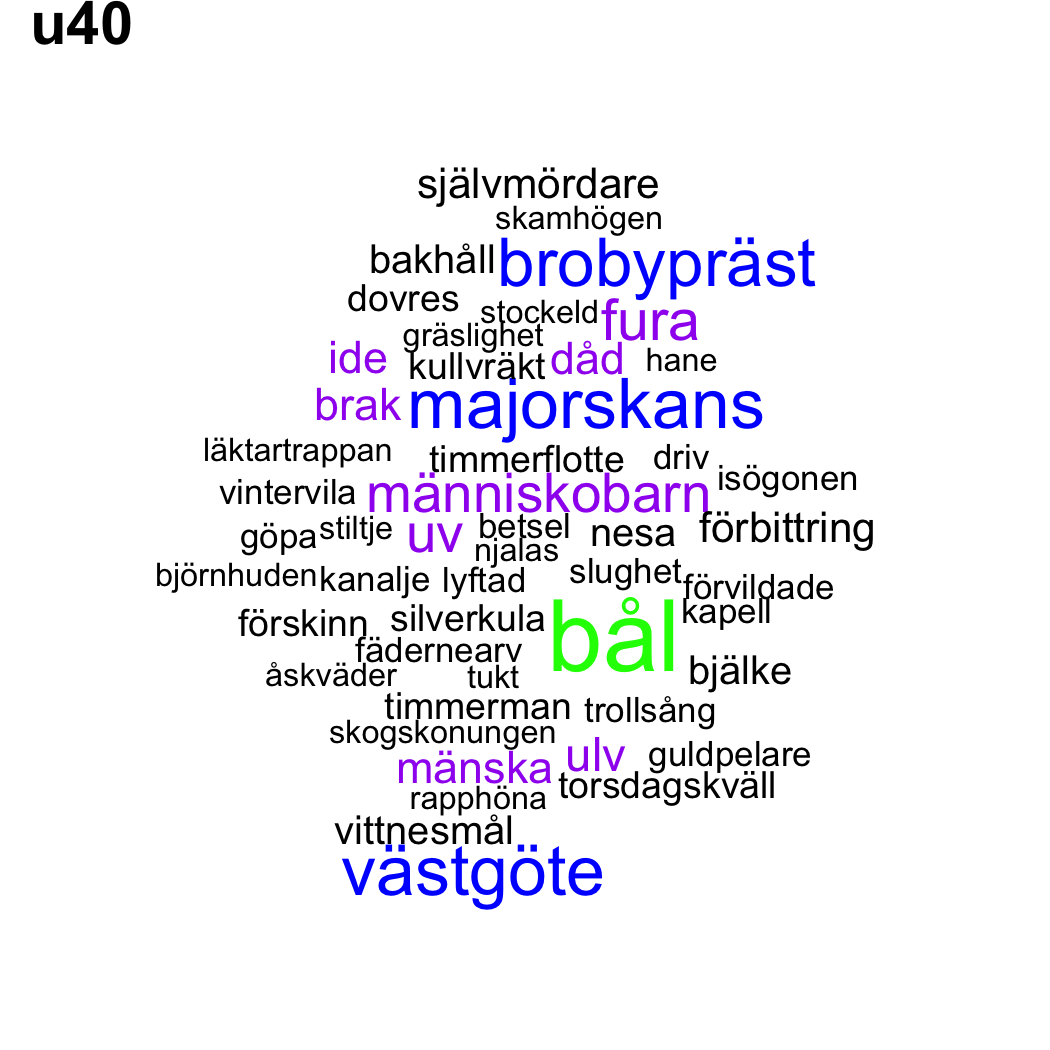 u40
självmördare
skamhögen
bakhåll brobypräst
dovres stockeld fura
gräslighet
ide kullvräkt dåd hane
brak majorskans
läktartrappan timmerflotte driv
vintervila människobarn isögonen
göpa stiltje uv betsel nesa förbittring
njalas
björnhuden kanalje lyftad slughet förvildade
förskinn silverkula bål kapell
fädernearv
åskväder tukt bjälke
timmerman trollsång
skogskonungen
mänska ulv guldpelare
rapphöna torsdagskväll
vittnesmål
västgöte